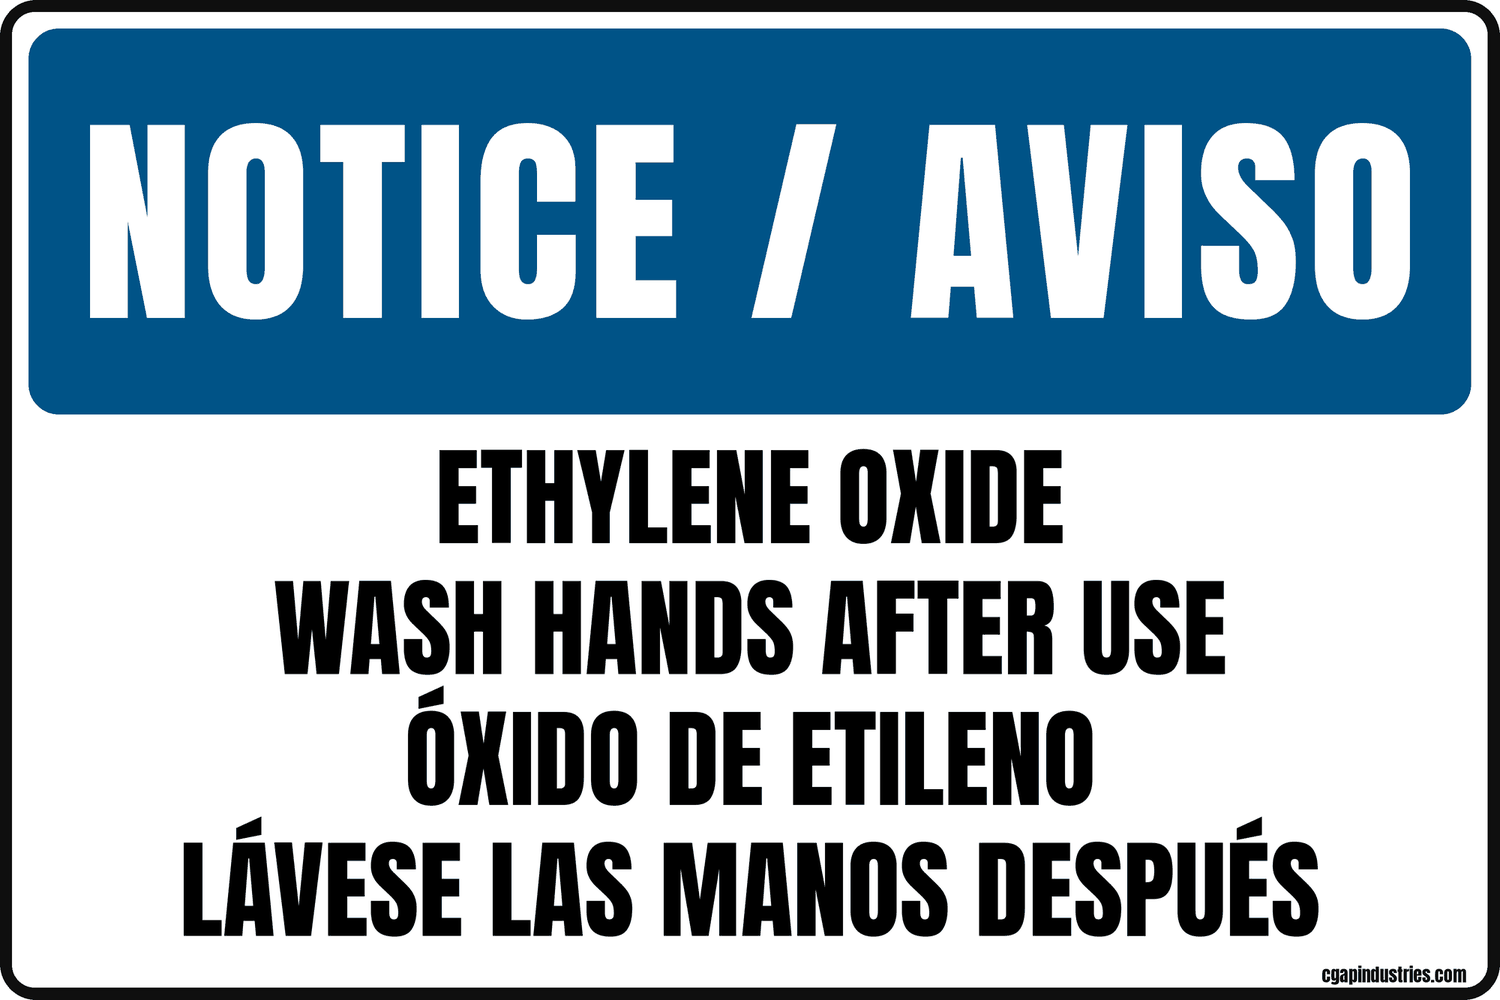 NOTICE / AVISO
ETHYLENE OXIDE
WASH HANDS AFTER USE
ÓXIDO DE ETILENO
LÁVESE LAS MANOS DESPUÉS
cgapindustries.com